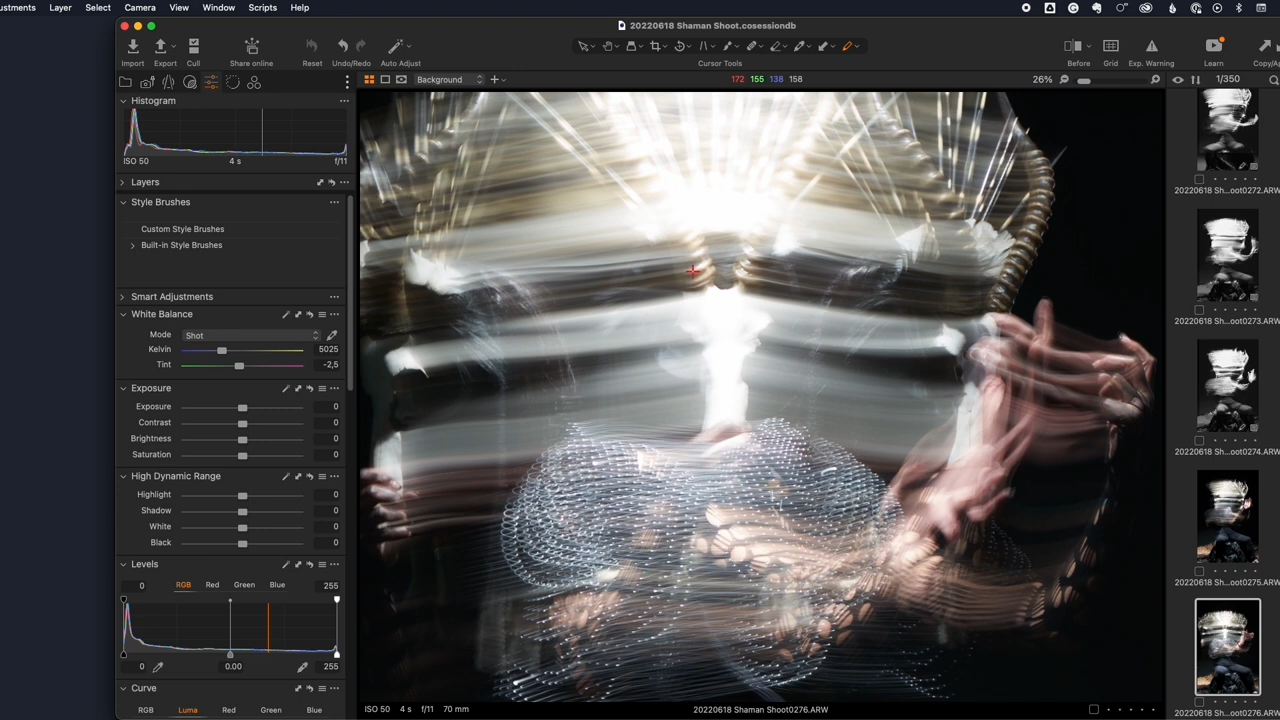 ustments Layer Select Camera Adjustments View Window Scripts Help
20220618 Shaman Shoot.cosessiondb
Import Export Cull Share online Reset Undo/Redo Auto Adjust Cursor Tools Before Grid Exp. Warning Learn Copy/Ap
Background 172 155 138 158 26% 1/350
Histogram
ISO 50 4 s f/11
Layers
Style Brushes
Custom Style Brushes
Built-in Style Brushes
Smart Adjustments
White Balance
Mode Shot
Kelvin 5025
Tint -2,5
Exposure
Exposure 0
Contrast 0
Brightness 0
Saturation 0
High Dynamic Range
Highlight 0
Shadow 0
White 0
Black 0
Levels
0 RGB Red Green Blue 255
0 0.00 255
Curve
RGB Luma Red Green Blue
ISO 50 4 s f/11 70 mm 20220618 Shaman Shoot0276.ARW
20220618 Sh...oot0272.ARW
20220618 Sh...oot0273.ARW
20220618 Sh...oot0274.ARW
20220618 Sh...oot0275.ARW
20220618 Sh...oot0276.ARW